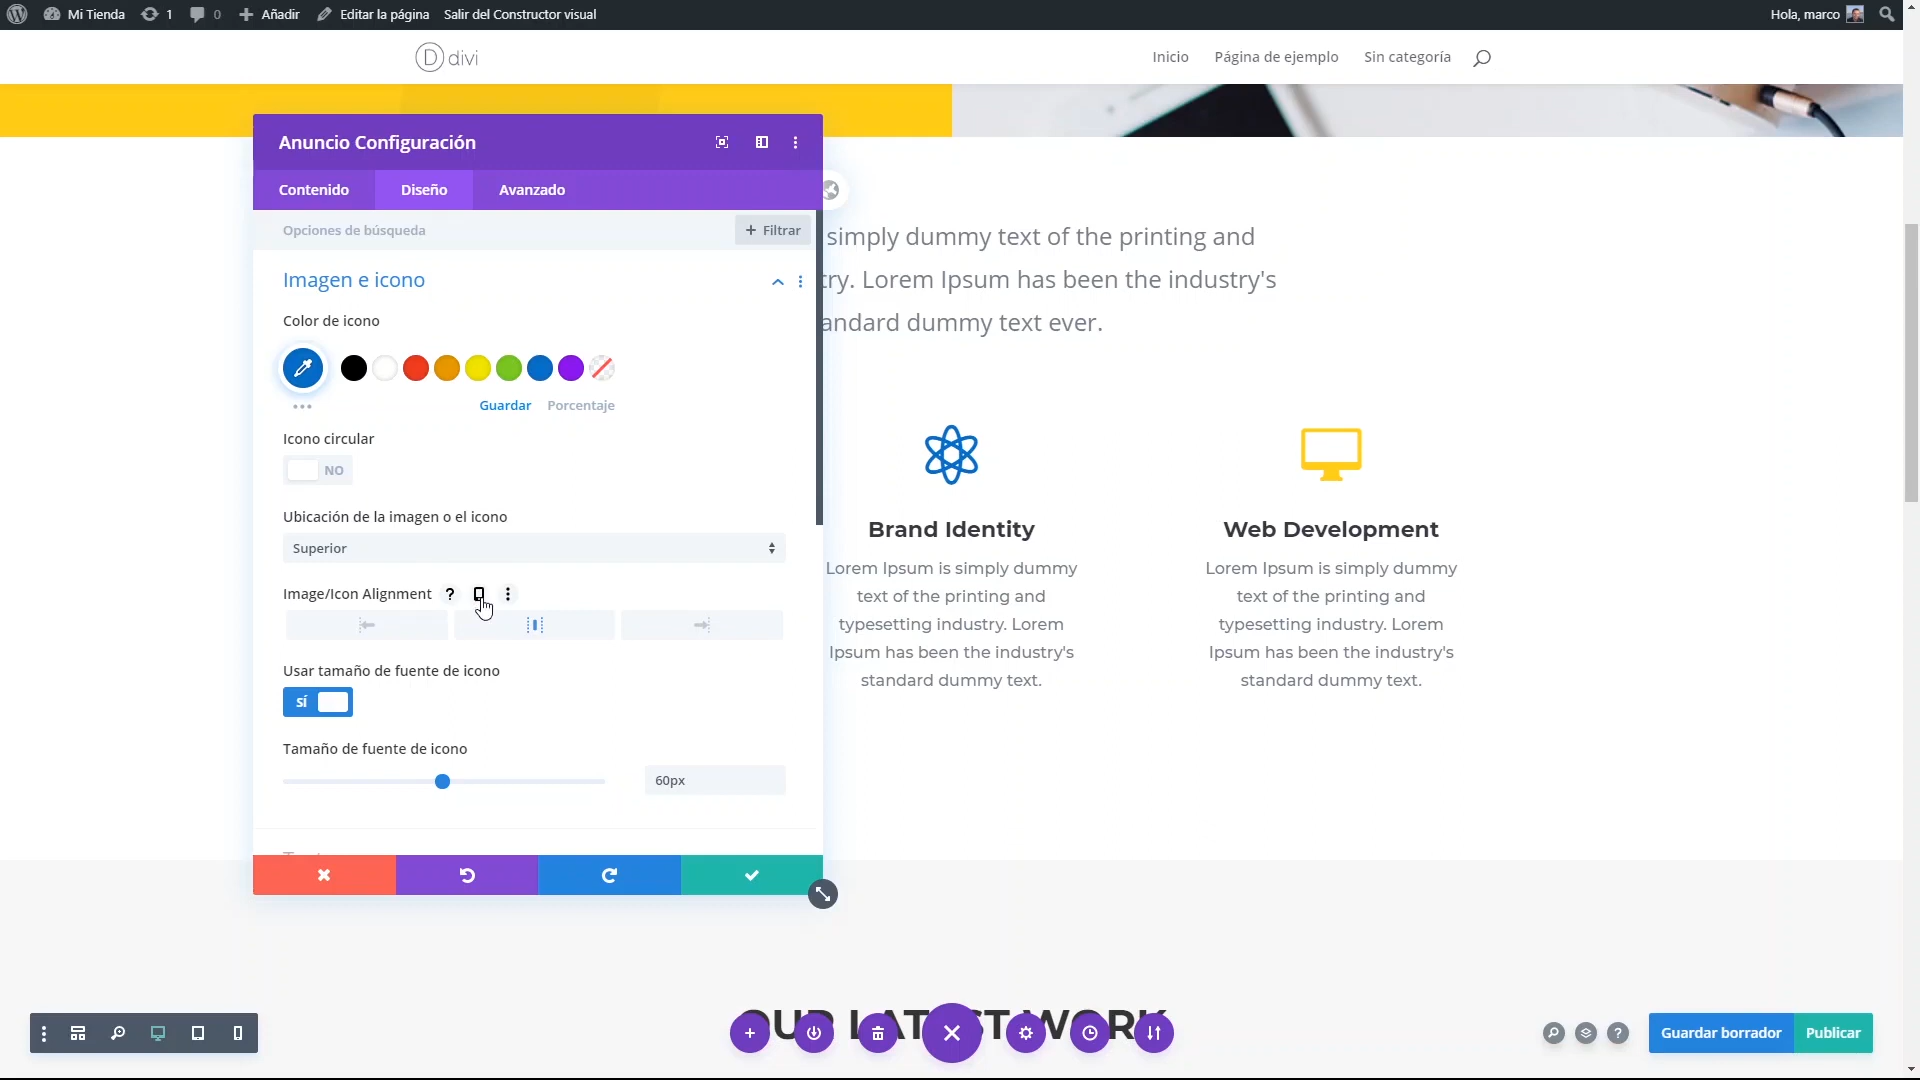 Mi Tienda
1
0
Añadir
Editar la página
Salir del Constructor visual
Hola, marco
D divi
Inicio
Página de ejemplo
Sin categoría
Anuncio Configuración
Contenido
Diseño
Avanzado
Opciones de búsqueda
+ Filtrar
simply dummy text of the printing and
try. Lorem Ipsum has been the industry's
andard dummy text ever.
Imagen e icono
Color de icono
Guardar
Porcentaje
Icono circular
NO
Ubicación de la imagen o el icono
Superior
Image/Icon Alignment ?
Usar tamaño de fuente de icono
SÍ
Tamaño de fuente de icono
60px
Brand Identity
Lorem Ipsum is simply dummy
text of the printing and
typesetting industry. Lorem
Ipsum has been the industry's
standard dummy text.
Web Development
Lorem Ipsum is simply dummy
text of the printing and
typesetting industry. Lorem
Ipsum has been the industry's
standard dummy text.
OUR LATEST WORK
?
Guardar borrador
Publicar